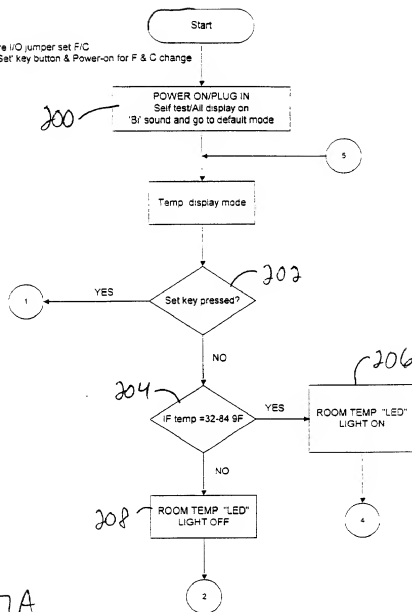 Start
re I/O jumper set F/C
Set' key button & Power-on for F & C change
POWER ON/PLUG IN
Self test/All display on
'Bi' sound and go to default mode
200
5
Temp display mode
202
Set key pressed?
YES
1
NO
206
204
IF temp =32-84 9F
YES
ROOM TEMP "LED"
LIGHT ON
NO
208
ROOM TEMP "LED"
LIGHT OFF
4
2
7A